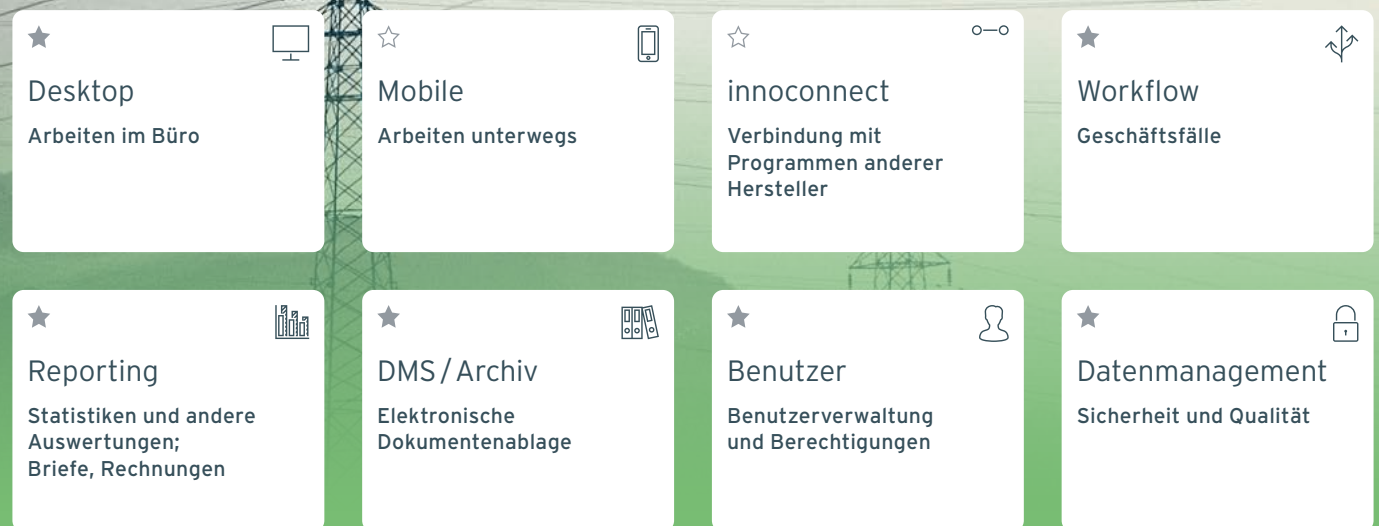 Desktop
Arbeiten im Büro
Mobile
Arbeiten unterwegs
innoconnect
Verbindung mit
Programmen anderer
Hersteller
Workflow
Geschäftsfälle
Reporting
Statistiken und andere
Auswertungen;
Briefe, Rechnungen
DMS / Archiv
Elektronische
Dokumentenablage
Benutzer
Benutzerverwaltung
und Berechtigungen
Datenmanagement
Sicherheit und Qualität